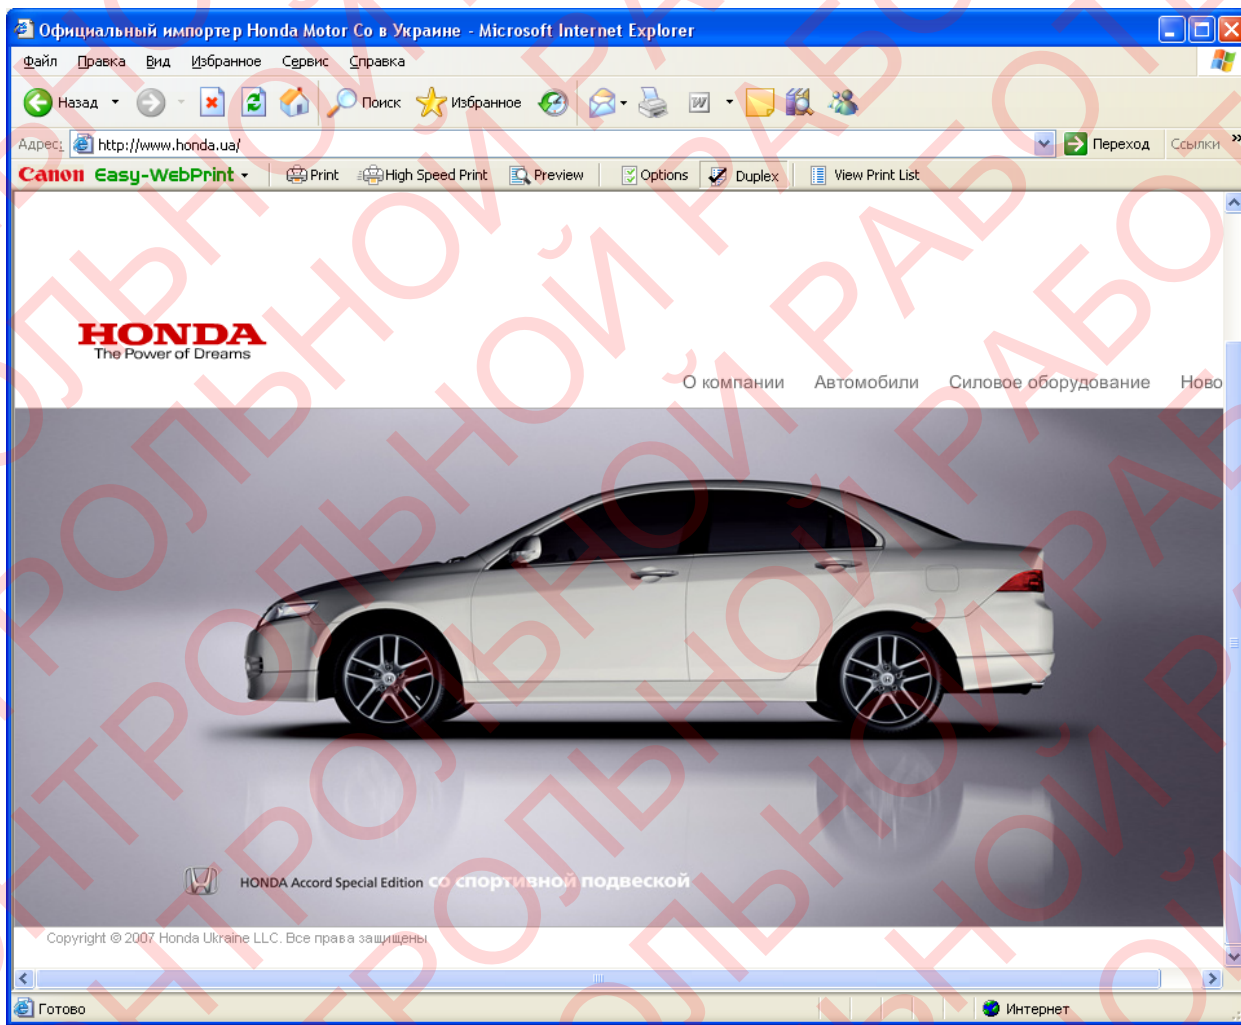 Официальный импортер Honda Motor Co в Украине - Microsoft Internet Explorer
Файл Правка Вид Избранное Сервис Справка
Назад Поиск Избранное
Адрес: http://www.honda.ua/ Переход Ссылки »
Canon Easy-WebPrint Print High Speed Print Preview Options Duplex View Print List
HONDA
The Power of Dreams
О компании Автомобили Силовое оборудование Ново
HONDA Accord Special Edition со спортивной подвеской
Copyright © 2007 Honda Ukraine LLC. Все права защищены
Готово Интернет